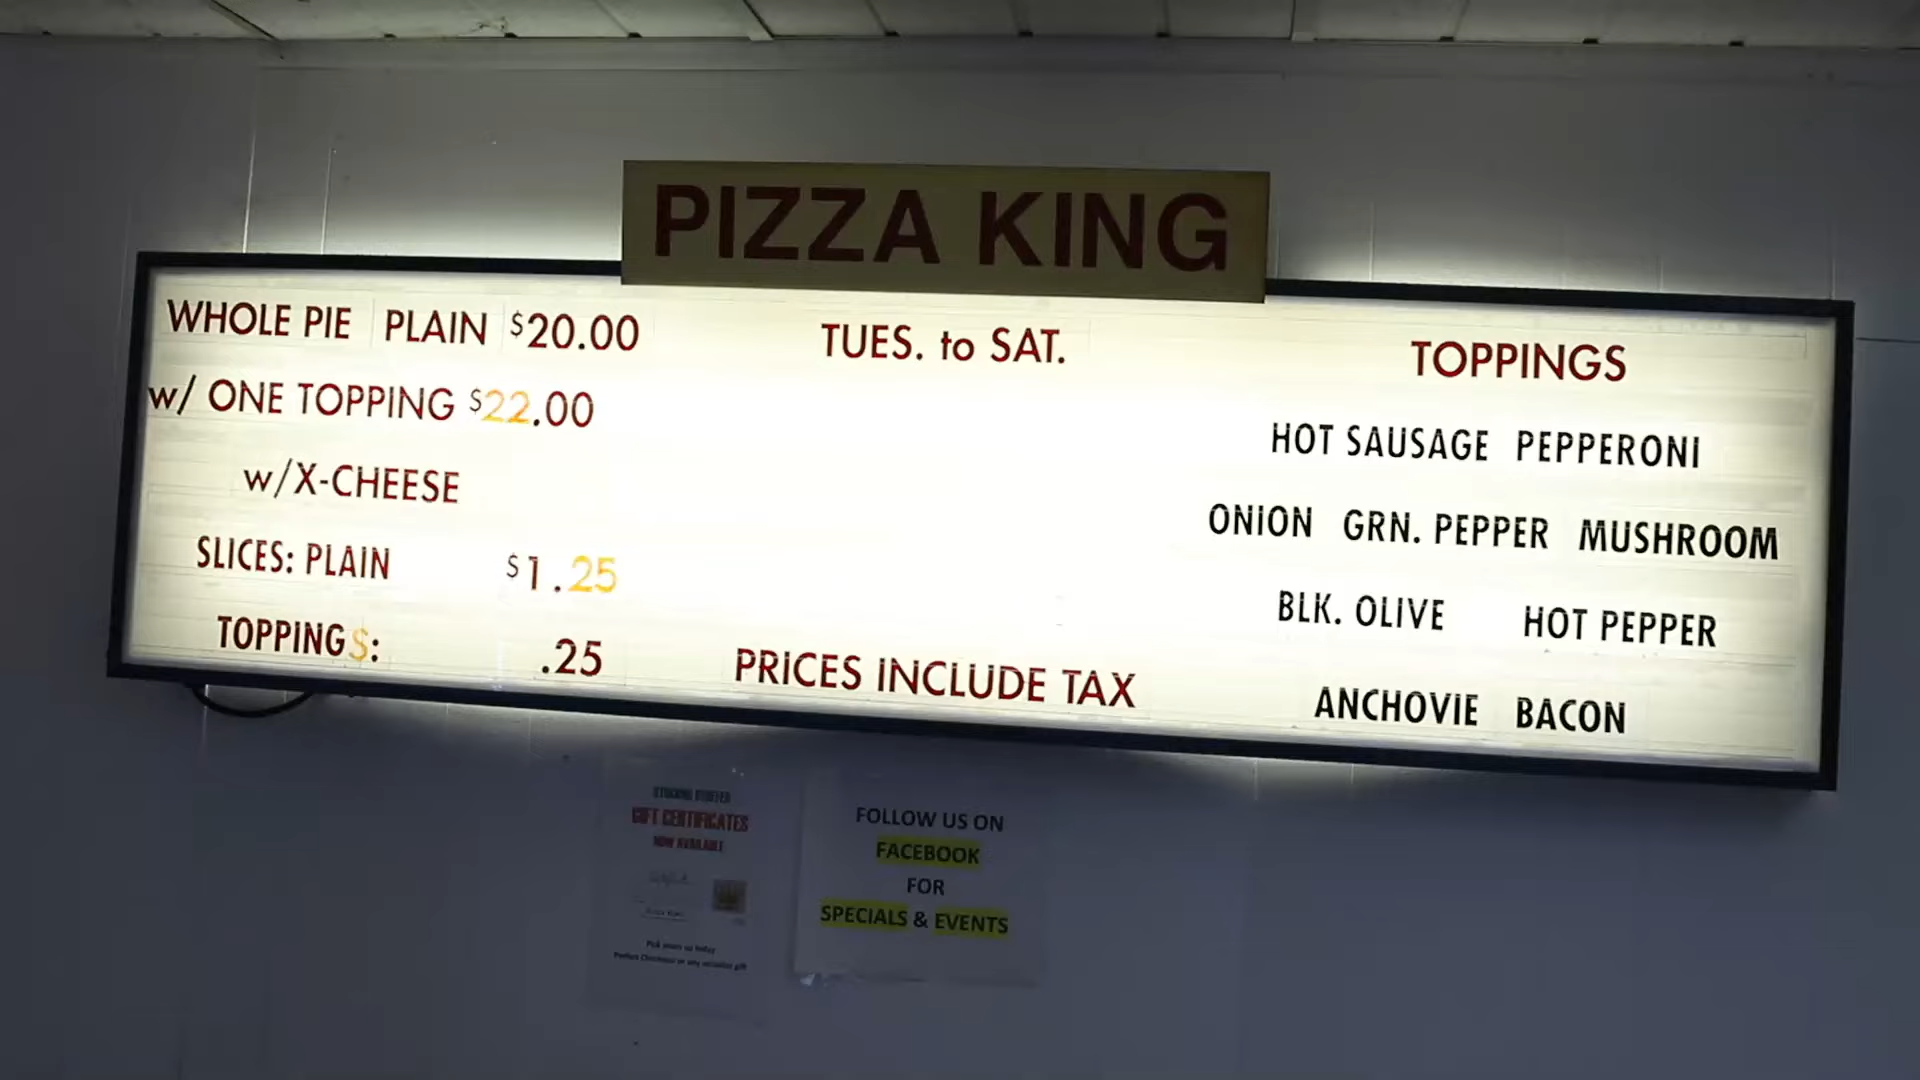 PIZZA KING
WHOLE PIE PLAIN $20.00
w/ ONE TOPPING $22.00
w/X-CHEESE
SLICES: PLAIN $1.25
TOPPINGS: .25
TUES. to SAT.
PRICES INCLUDE TAX
TOPPINGS
HOT SAUSAGE PEPPERONI
ONION GRN. PEPPER MUSHROOM
BLK. OLIVE HOT PEPPER
ANCHOVIE BACON
GIFT CERTIFICATES
NOW AVAILABLE
FOLLOW US ON
FACEBOOK
FOR
SPECIALS & EVENTS